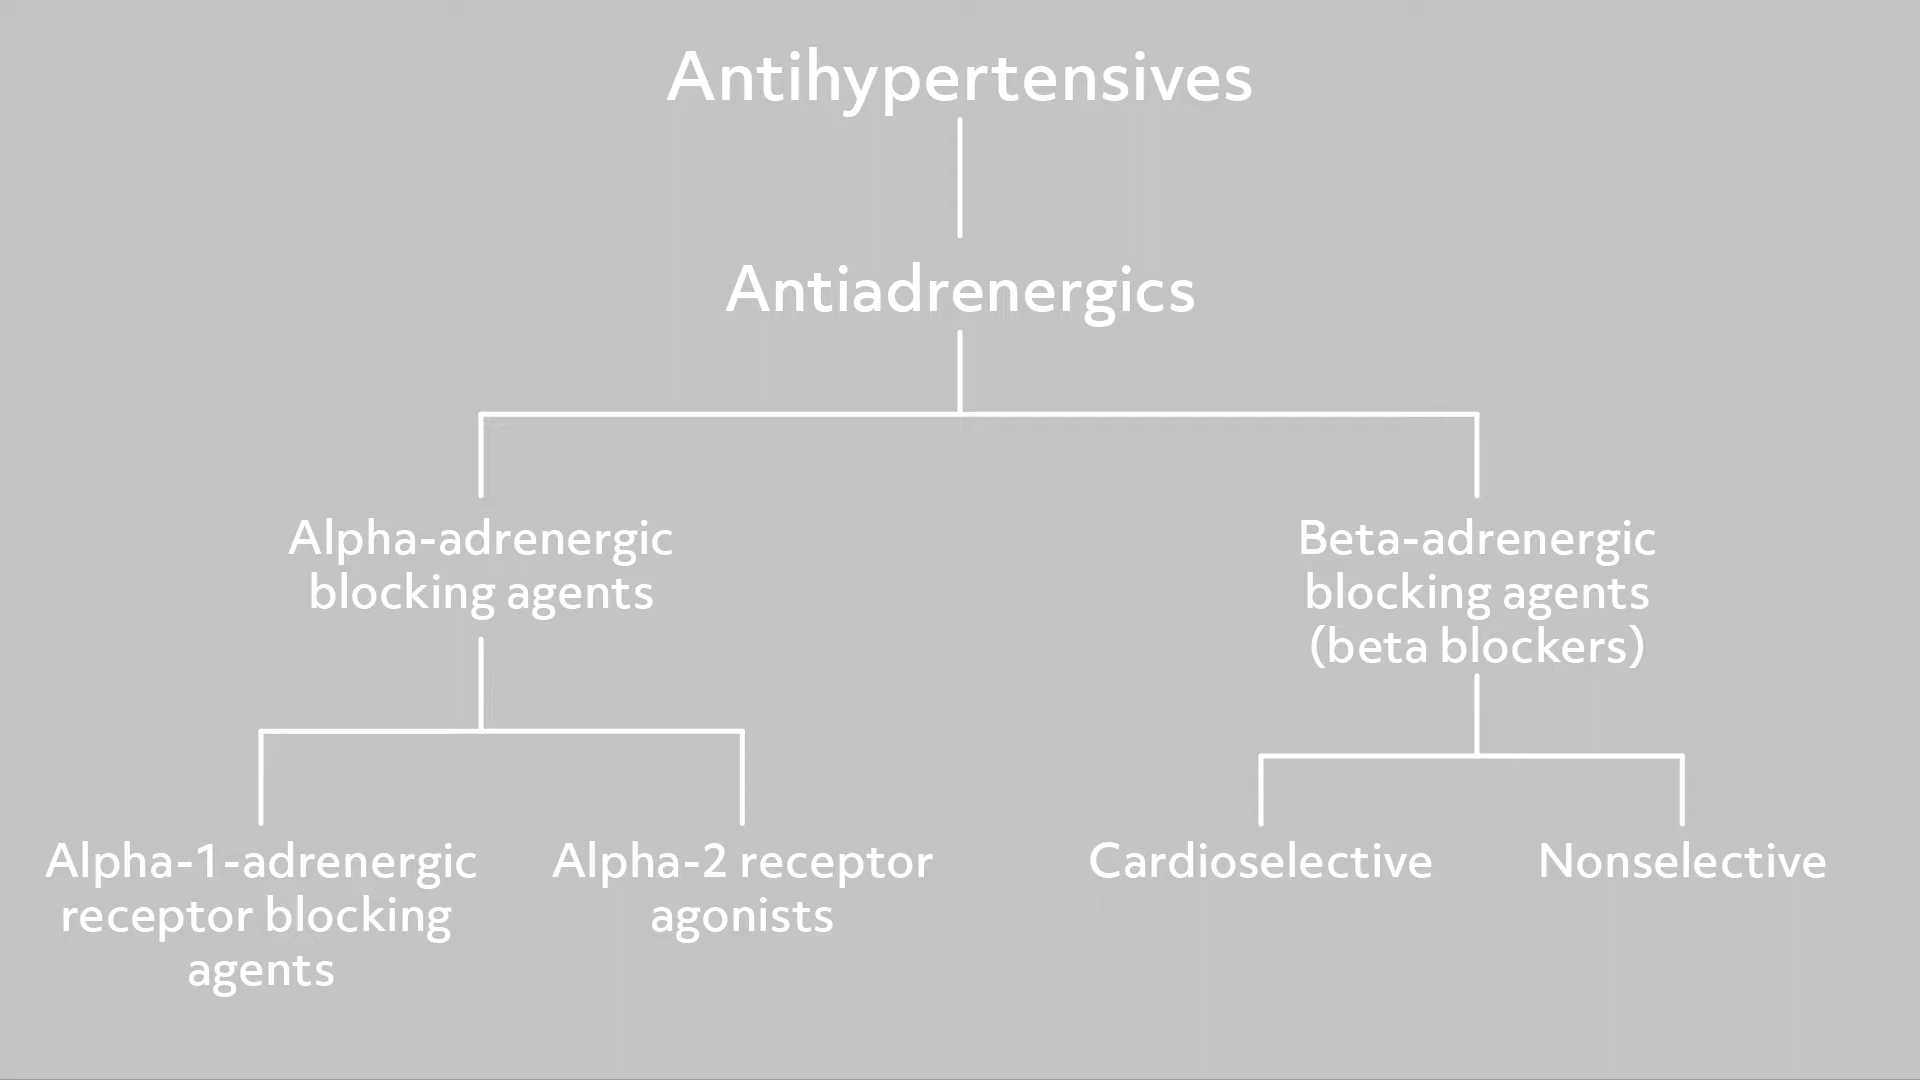 Antihypertensives
Antiadrenergics
Alpha-adrenergic
blocking agents
Beta-adrenergic
blocking agents
(beta blockers)
Alpha-1-adrenergic
receptor blocking
agents
Alpha-2 receptor
agonists
Cardioselective
Nonselective